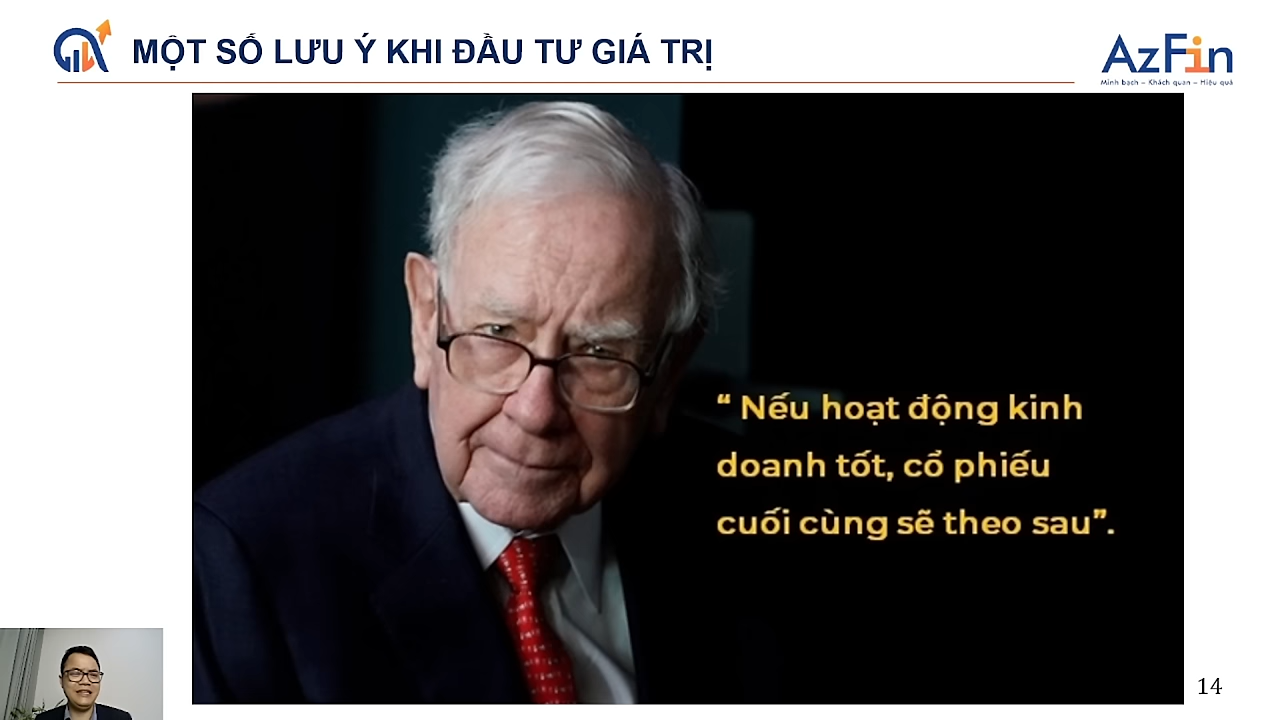 MỘT SỐ LƯU Ý KHI ĐẦU TƯ GIÁ TRỊ
AzFin
Minh bạch – Khách quan – Hiệu quả
“ Nếu hoạt động kinh
doanh tốt, cổ phiếu
cuối cùng sẽ theo sau”.
14